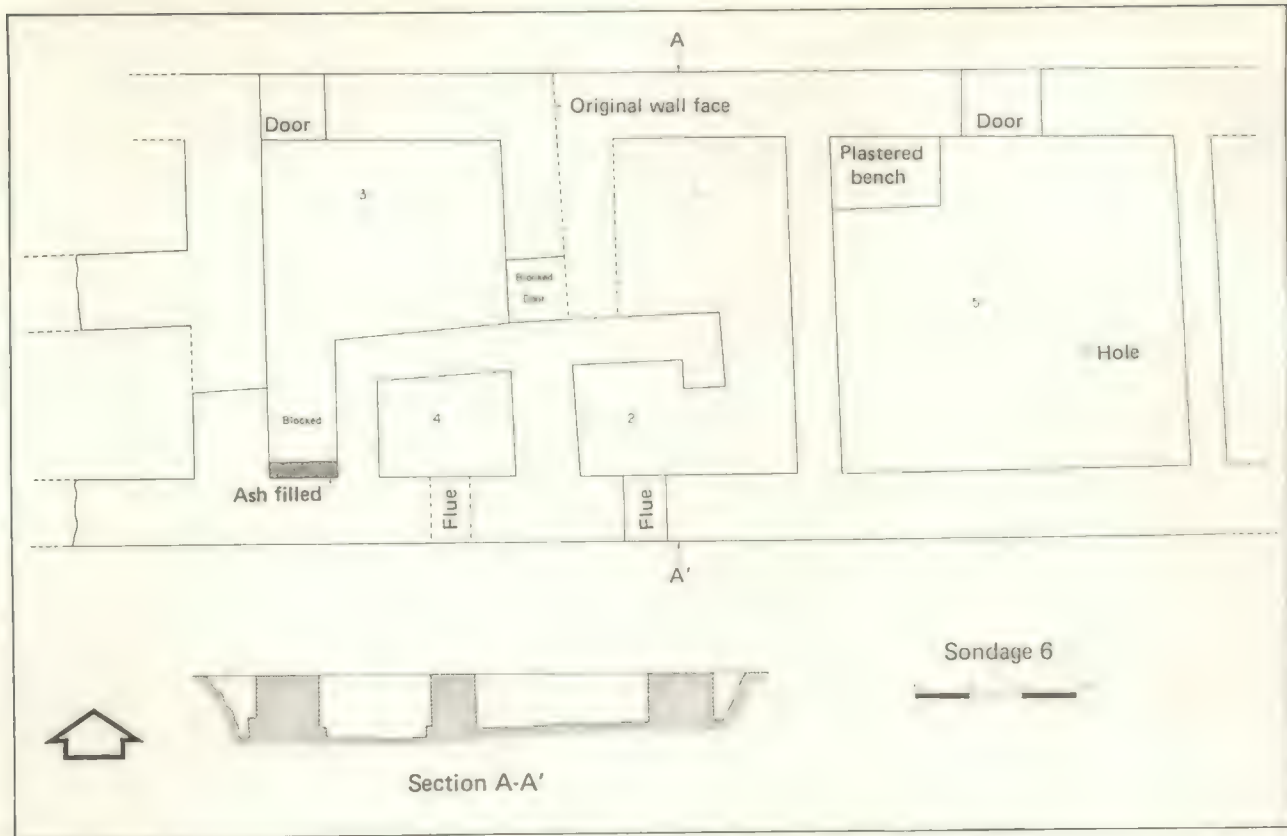 A
Original wall face
Door
Door
Plastered
bench
3
Blocked
Door
5
Hole
Blocked
4
2
Ash filled
Flue
Flue
A'
Sondage 6
Section A-A'